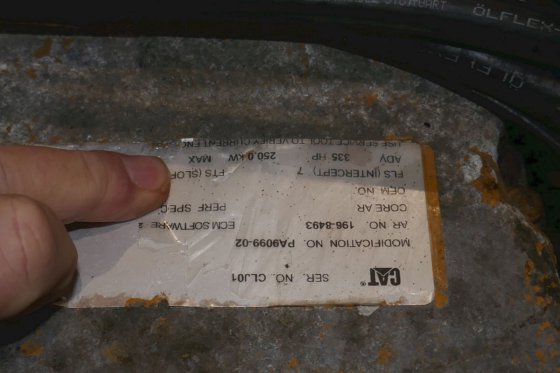 CAT
SER. NO. CLJ01
MODIFICATION NO. PA9099-02
AR NO. 196-8493 ECM SOFTWARE
CORE AR PERF SPEC
OEM NO.
FLS (INTERCEPT) 7 FTS (SLOP
ADV 335 HP 250.0 kW MAX
USE SERVICE TOOL TO VERIFY CURRENT ENG
ÖLFLEX